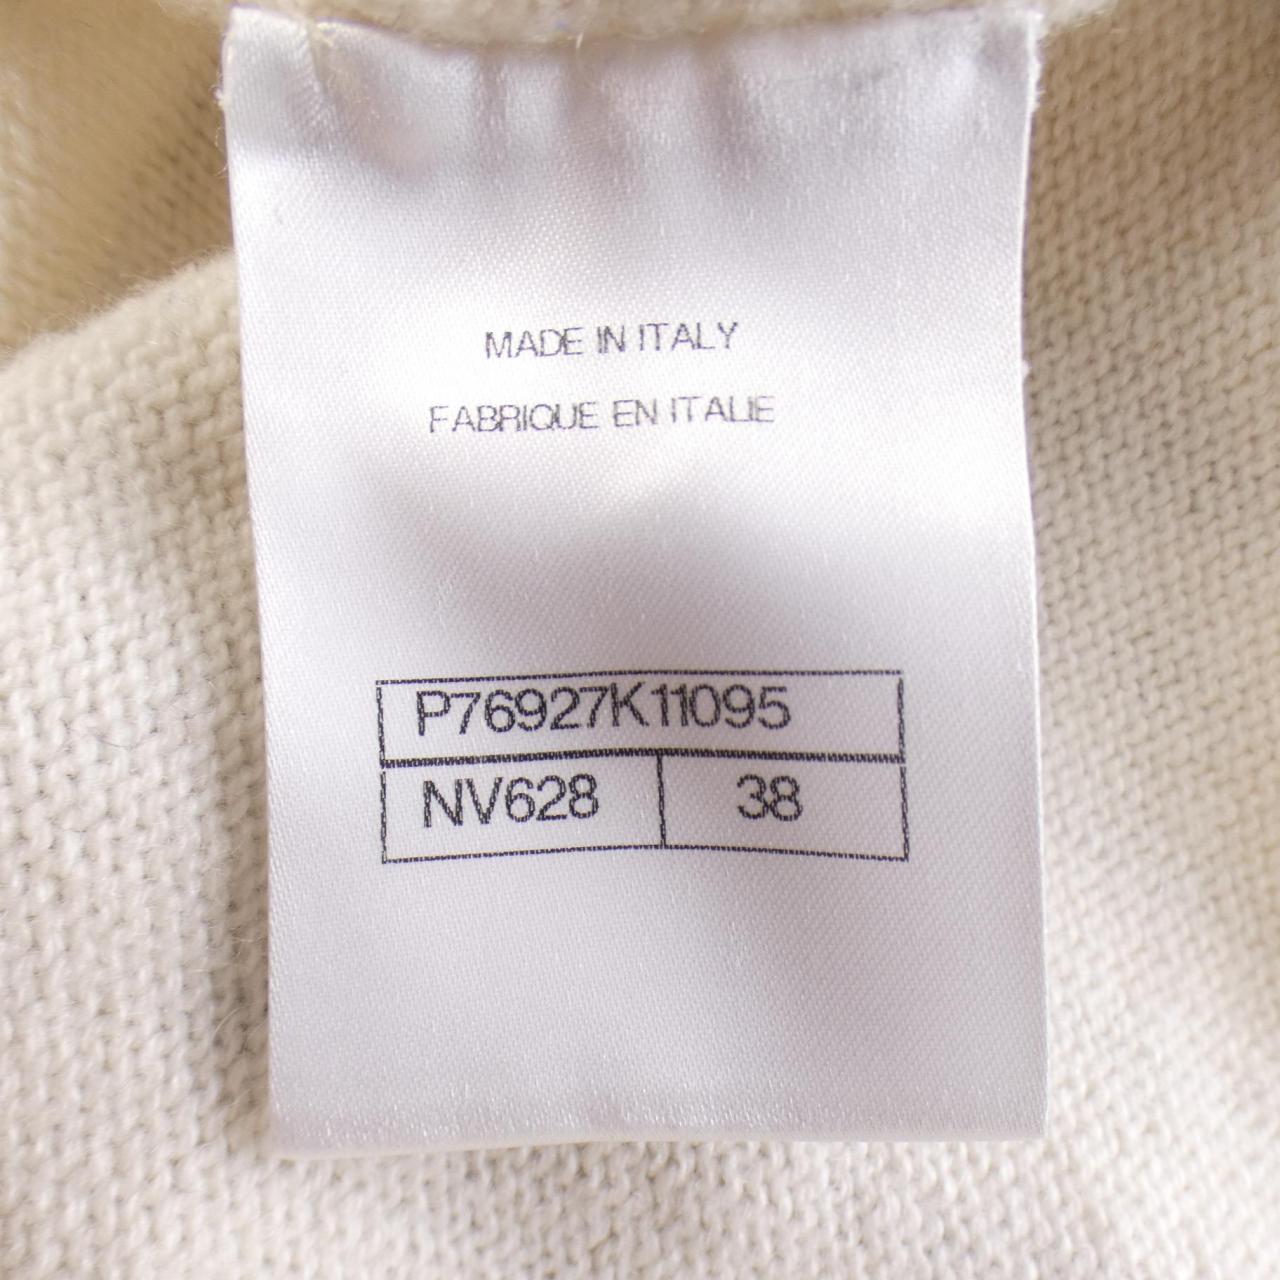 MADE IN ITALY
FABRIQUE EN ITALIE
P76927K11095
NV628 38